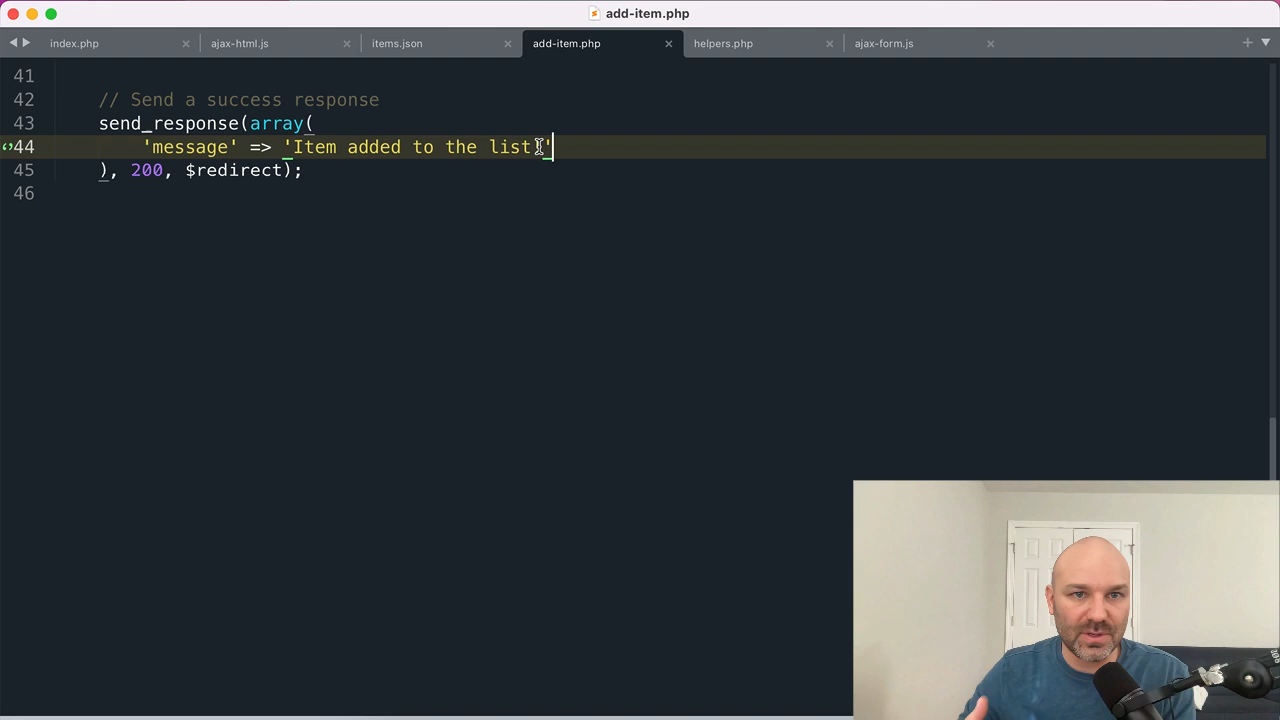 add-item.php
index.php
ajax-html.js
items.json
add-item.php
helpers.php
ajax-form.js
41
42 // Send a success response
43 send_response(array(
44 'message' => 'Item added to the list!'
45 ), 200, $redirect);
46